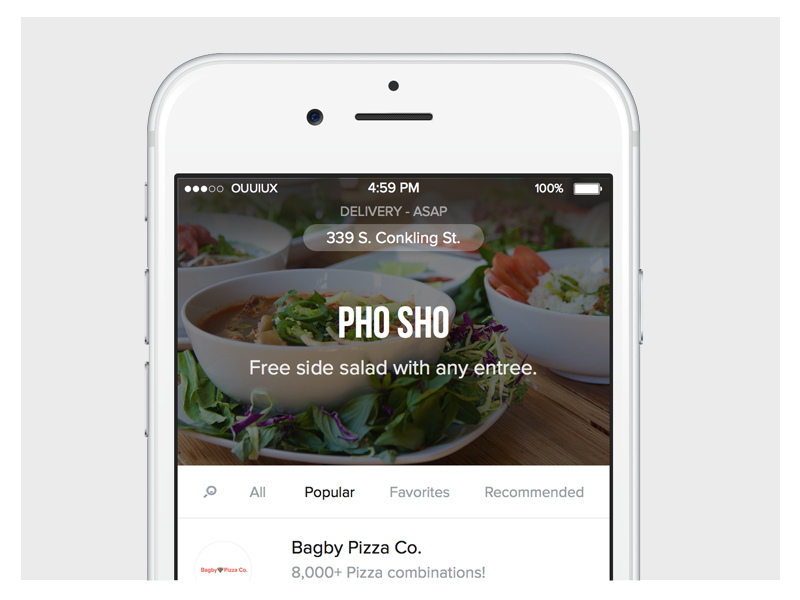 OUUIUX 4:59 PM 100%
DELIVERY - ASAP
339 S. Conkling St.
PHO SHO
Free side salad with any entree.
All Popular Favorites Recommended
Bagby Pizza Co.
Bagby Pizza Co.
8,000+ Pizza combinations!